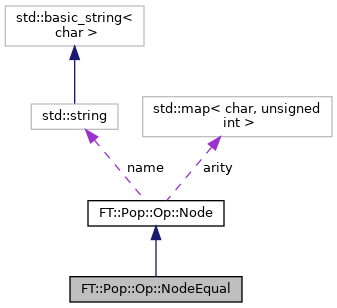 std::basic_string<
char >
std::string
std::map< char, unsigned
int >
name
arity
FT::Pop::Op::Node
FT::Pop::Op::NodeEqual